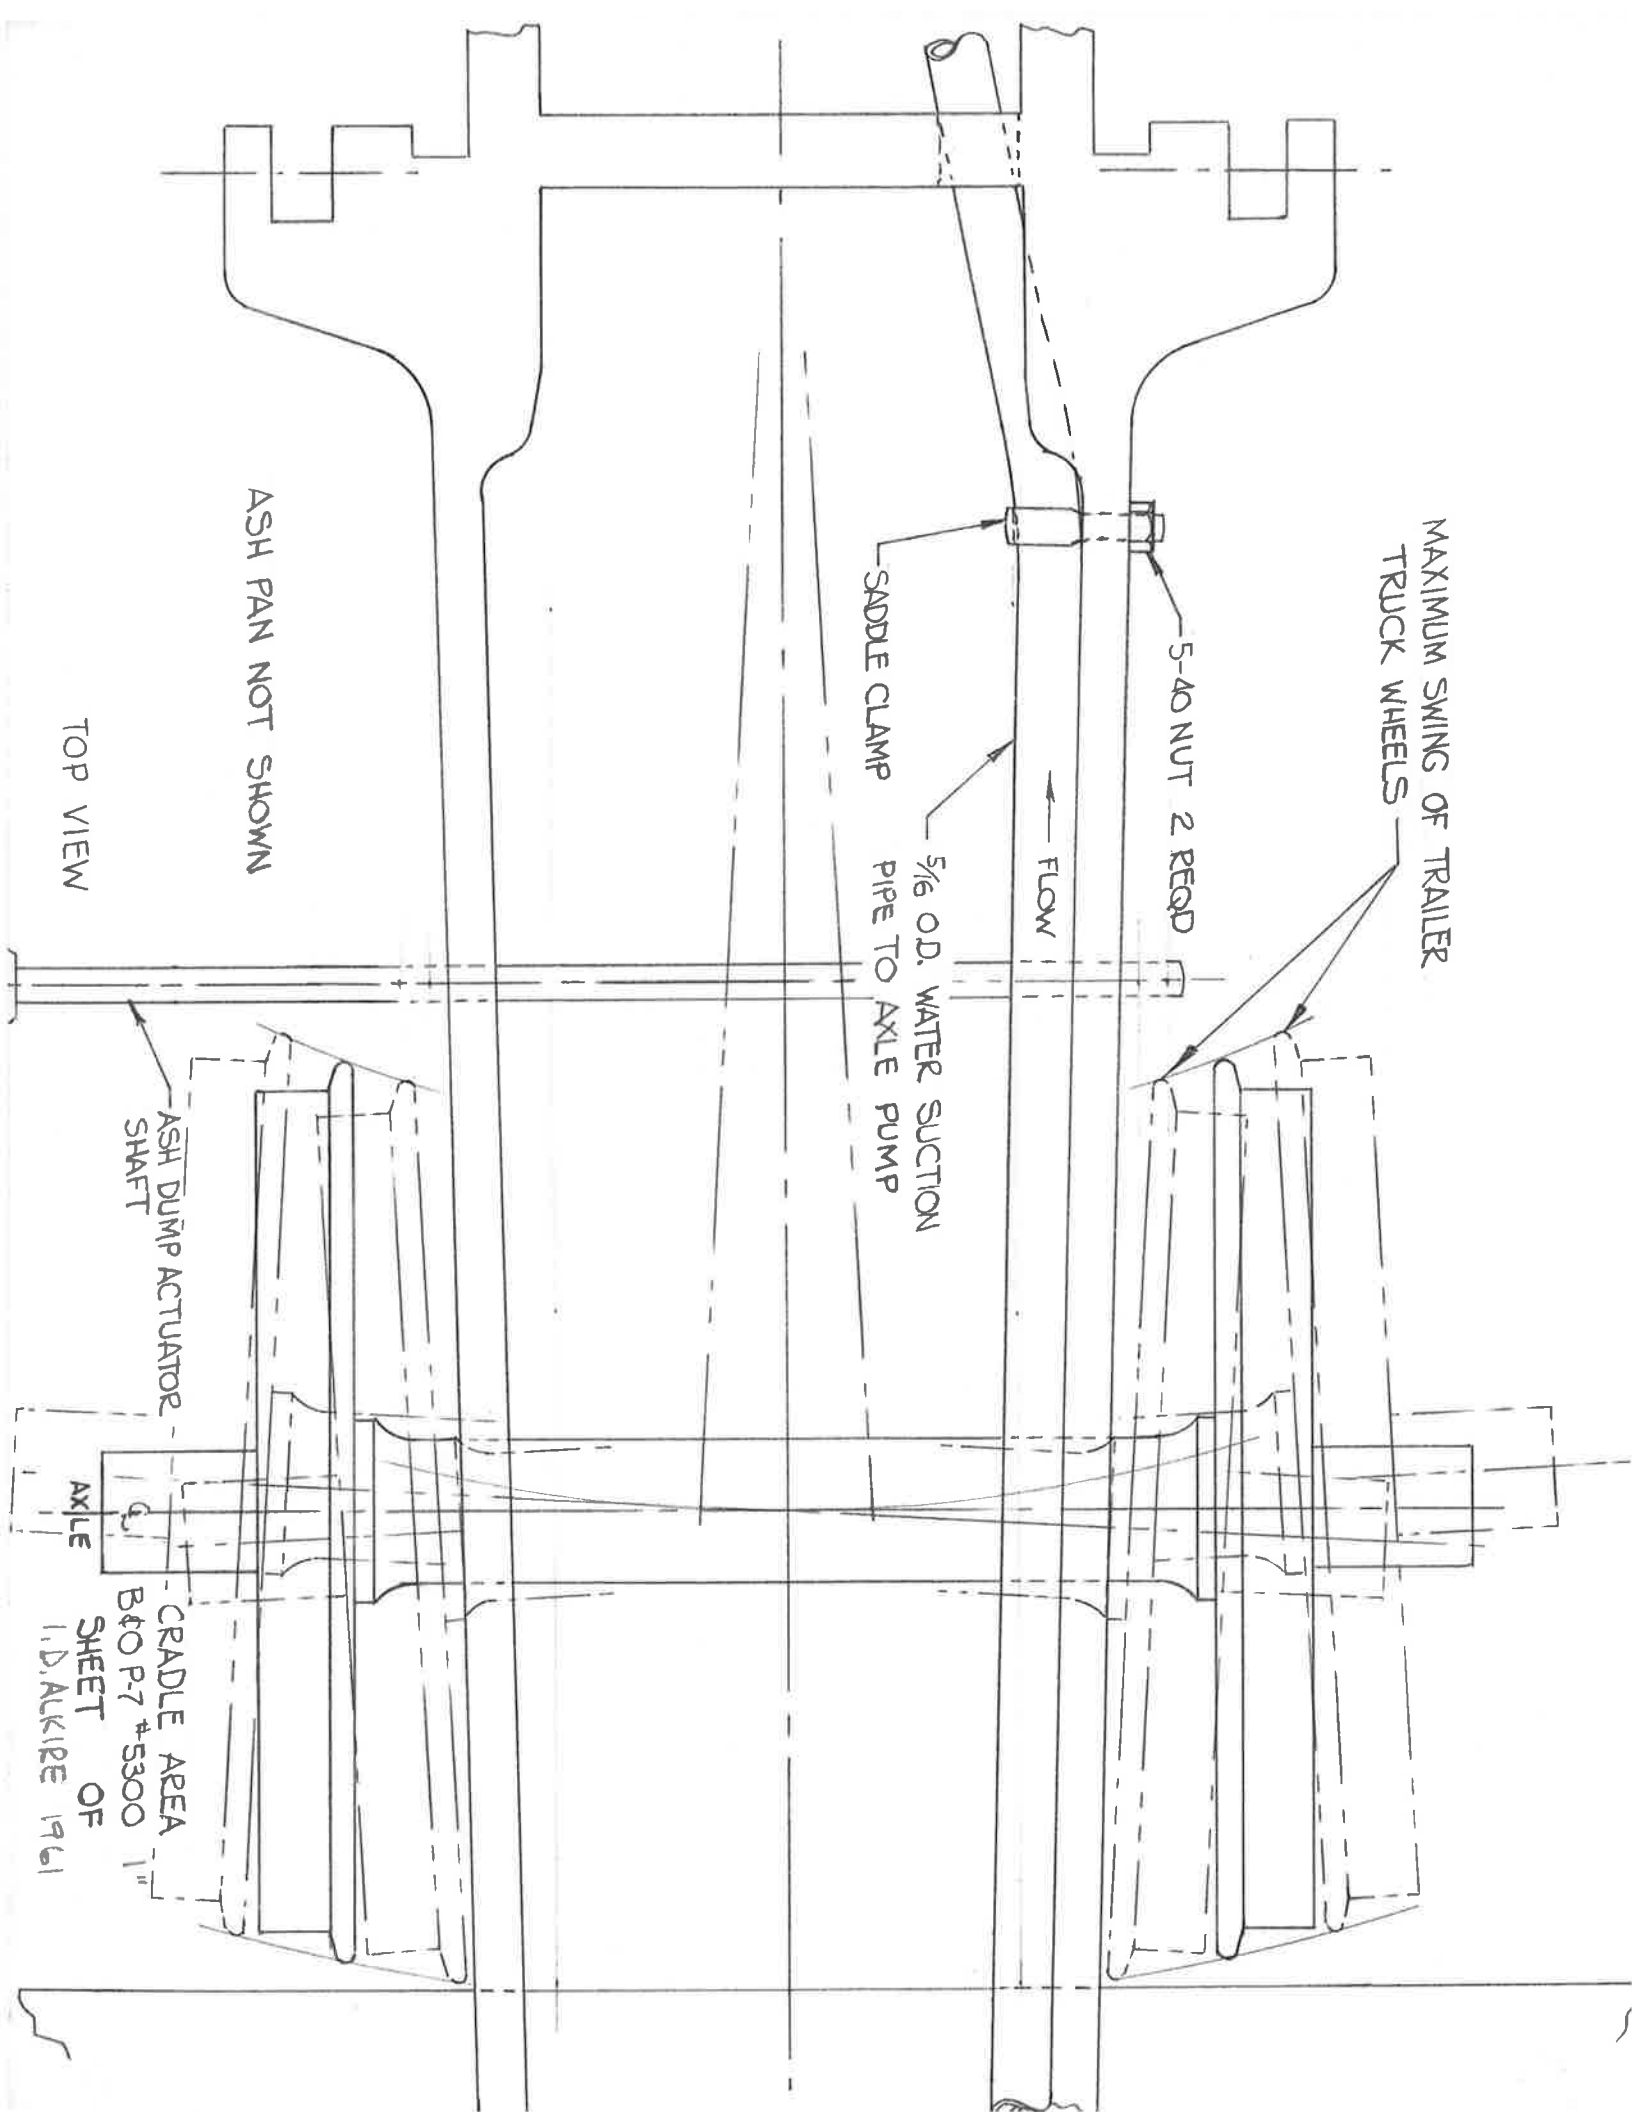 MAXIMUM SWING OF TRAILER
TRUCK WHEELS
5-40 NUT 2 REQD
FLOW
5/16 O.D. WATER SUCTION
PIPE TO AXLE PUMP
SADDLE CLAMP
ASH PAN NOT SHOWN
TOP VIEW
ASH DUMP ACTUATOR
SHAFT
℄
AXLE
CRADLE AREA
B&O P-7 #5300 1"
SHEET OF
I.D. ALKIRE 1961